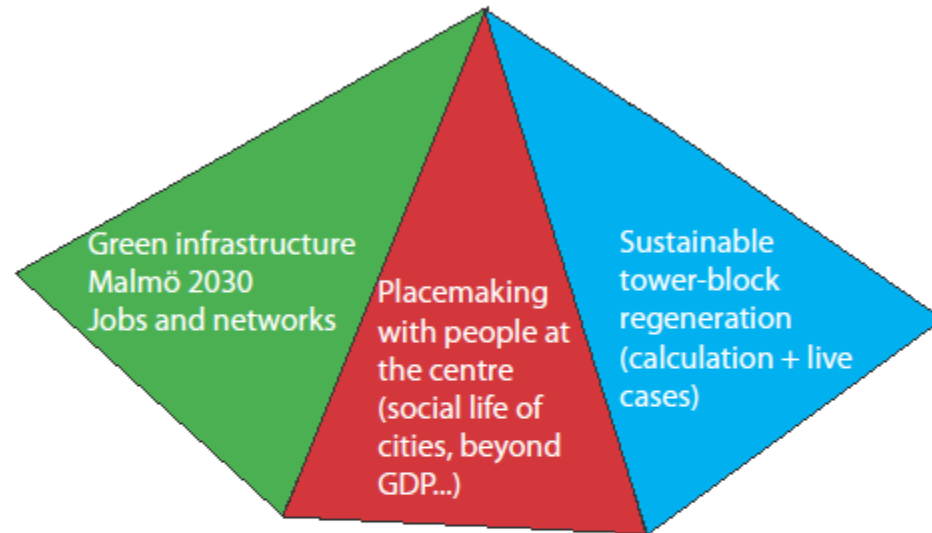 Green infrastructure
Malmö 2030
Jobs and networks
Placemaking
with people at
the centre
(social life of
cities, beyond
GDP...)
Sustainable
tower-block
regeneration
(calculation + live
cases)